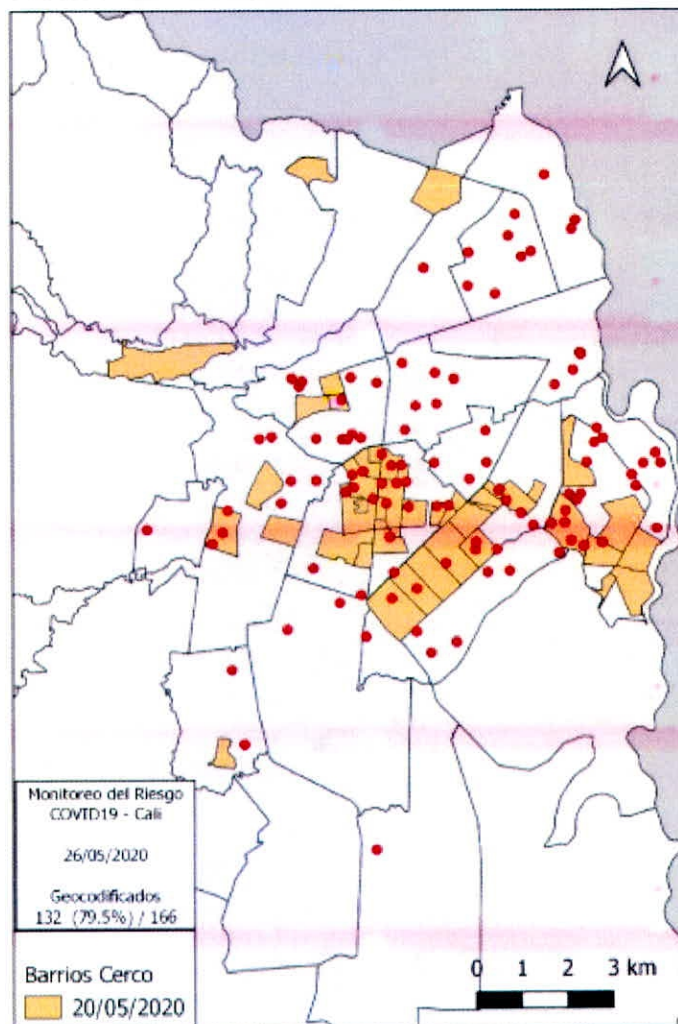 Monitoreo del Riesgo
COVID19 - Cali
26/05/2020
Geocodificados
132 (79.5%) / 166
Barrios Cerco
20/05/2020
0 1 2 3 km